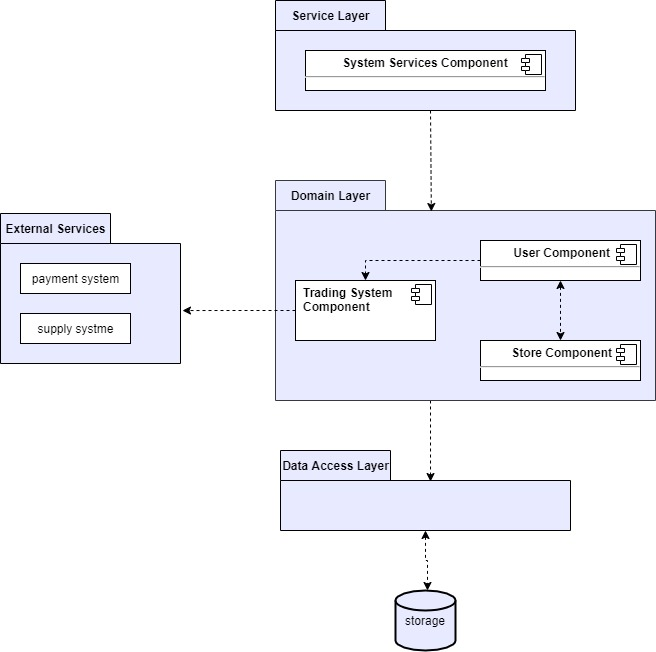 Service Layer
System Services Component
Domain Layer
External Services
payment system
supply systme
User Component
Trading System
Component
Store Component
Data Access Layer
storage